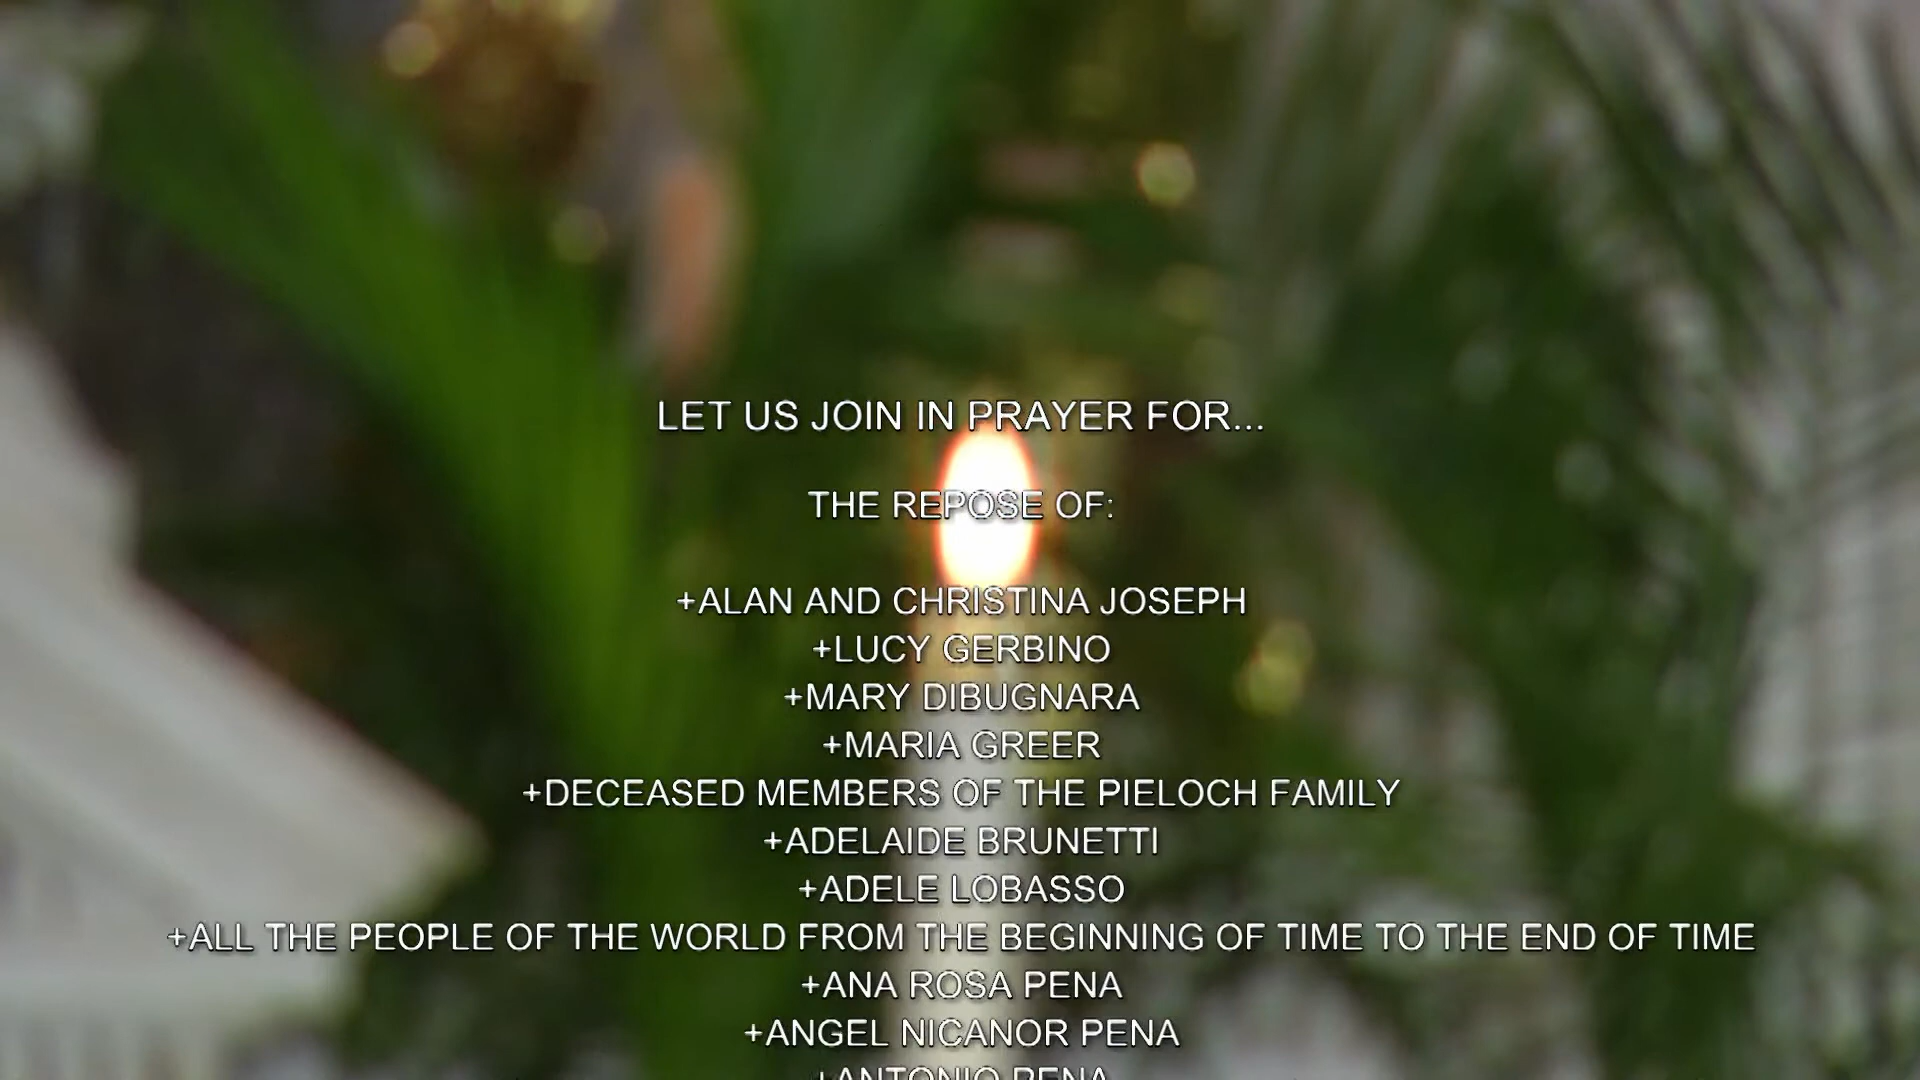 LET US JOIN IN PRAYER FOR...
THE REPOSE OF:
+ALAN AND CHRISTINA JOSEPH
+LUCY GERBINO
+MARY DIBUGNARA
+MARIA GREER
+DECEASED MEMBERS OF THE PIELOCH FAMILY
+ADELAIDE BRUNETTI
+ADELE LOBASSO
+ALL THE PEOPLE OF THE WORLD FROM THE BEGINNING OF TIME TO THE END OF TIME
+ANA ROSA PENA
+ANGEL NICANOR PENA
+ANTONIO PENA